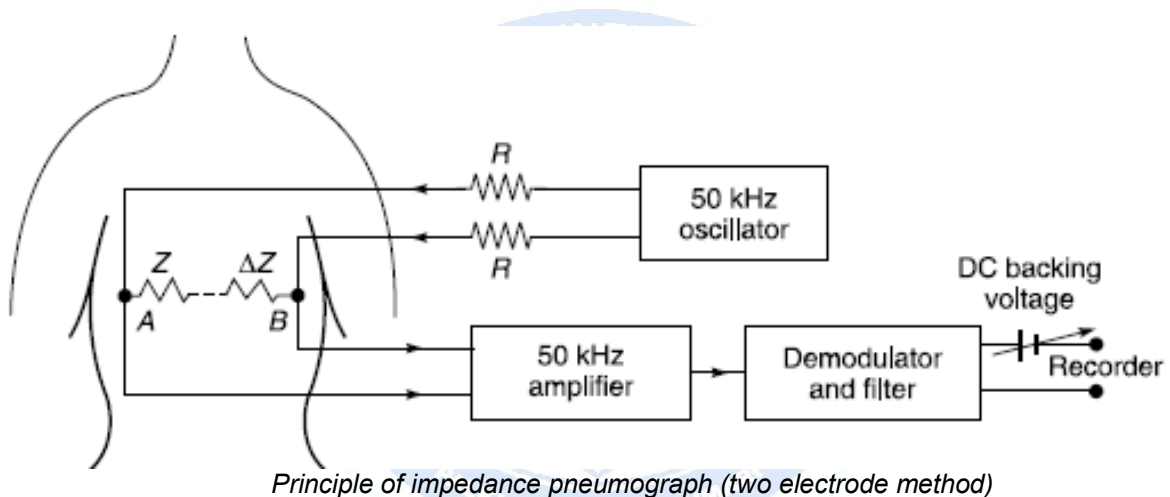 R
50 kHz
oscillator
R
Z ΔZ
A B
DC backing
voltage
50 kHz
amplifier
Demodulator
and filter
Recorder
Principle of impedance pneumograph (two electrode method)